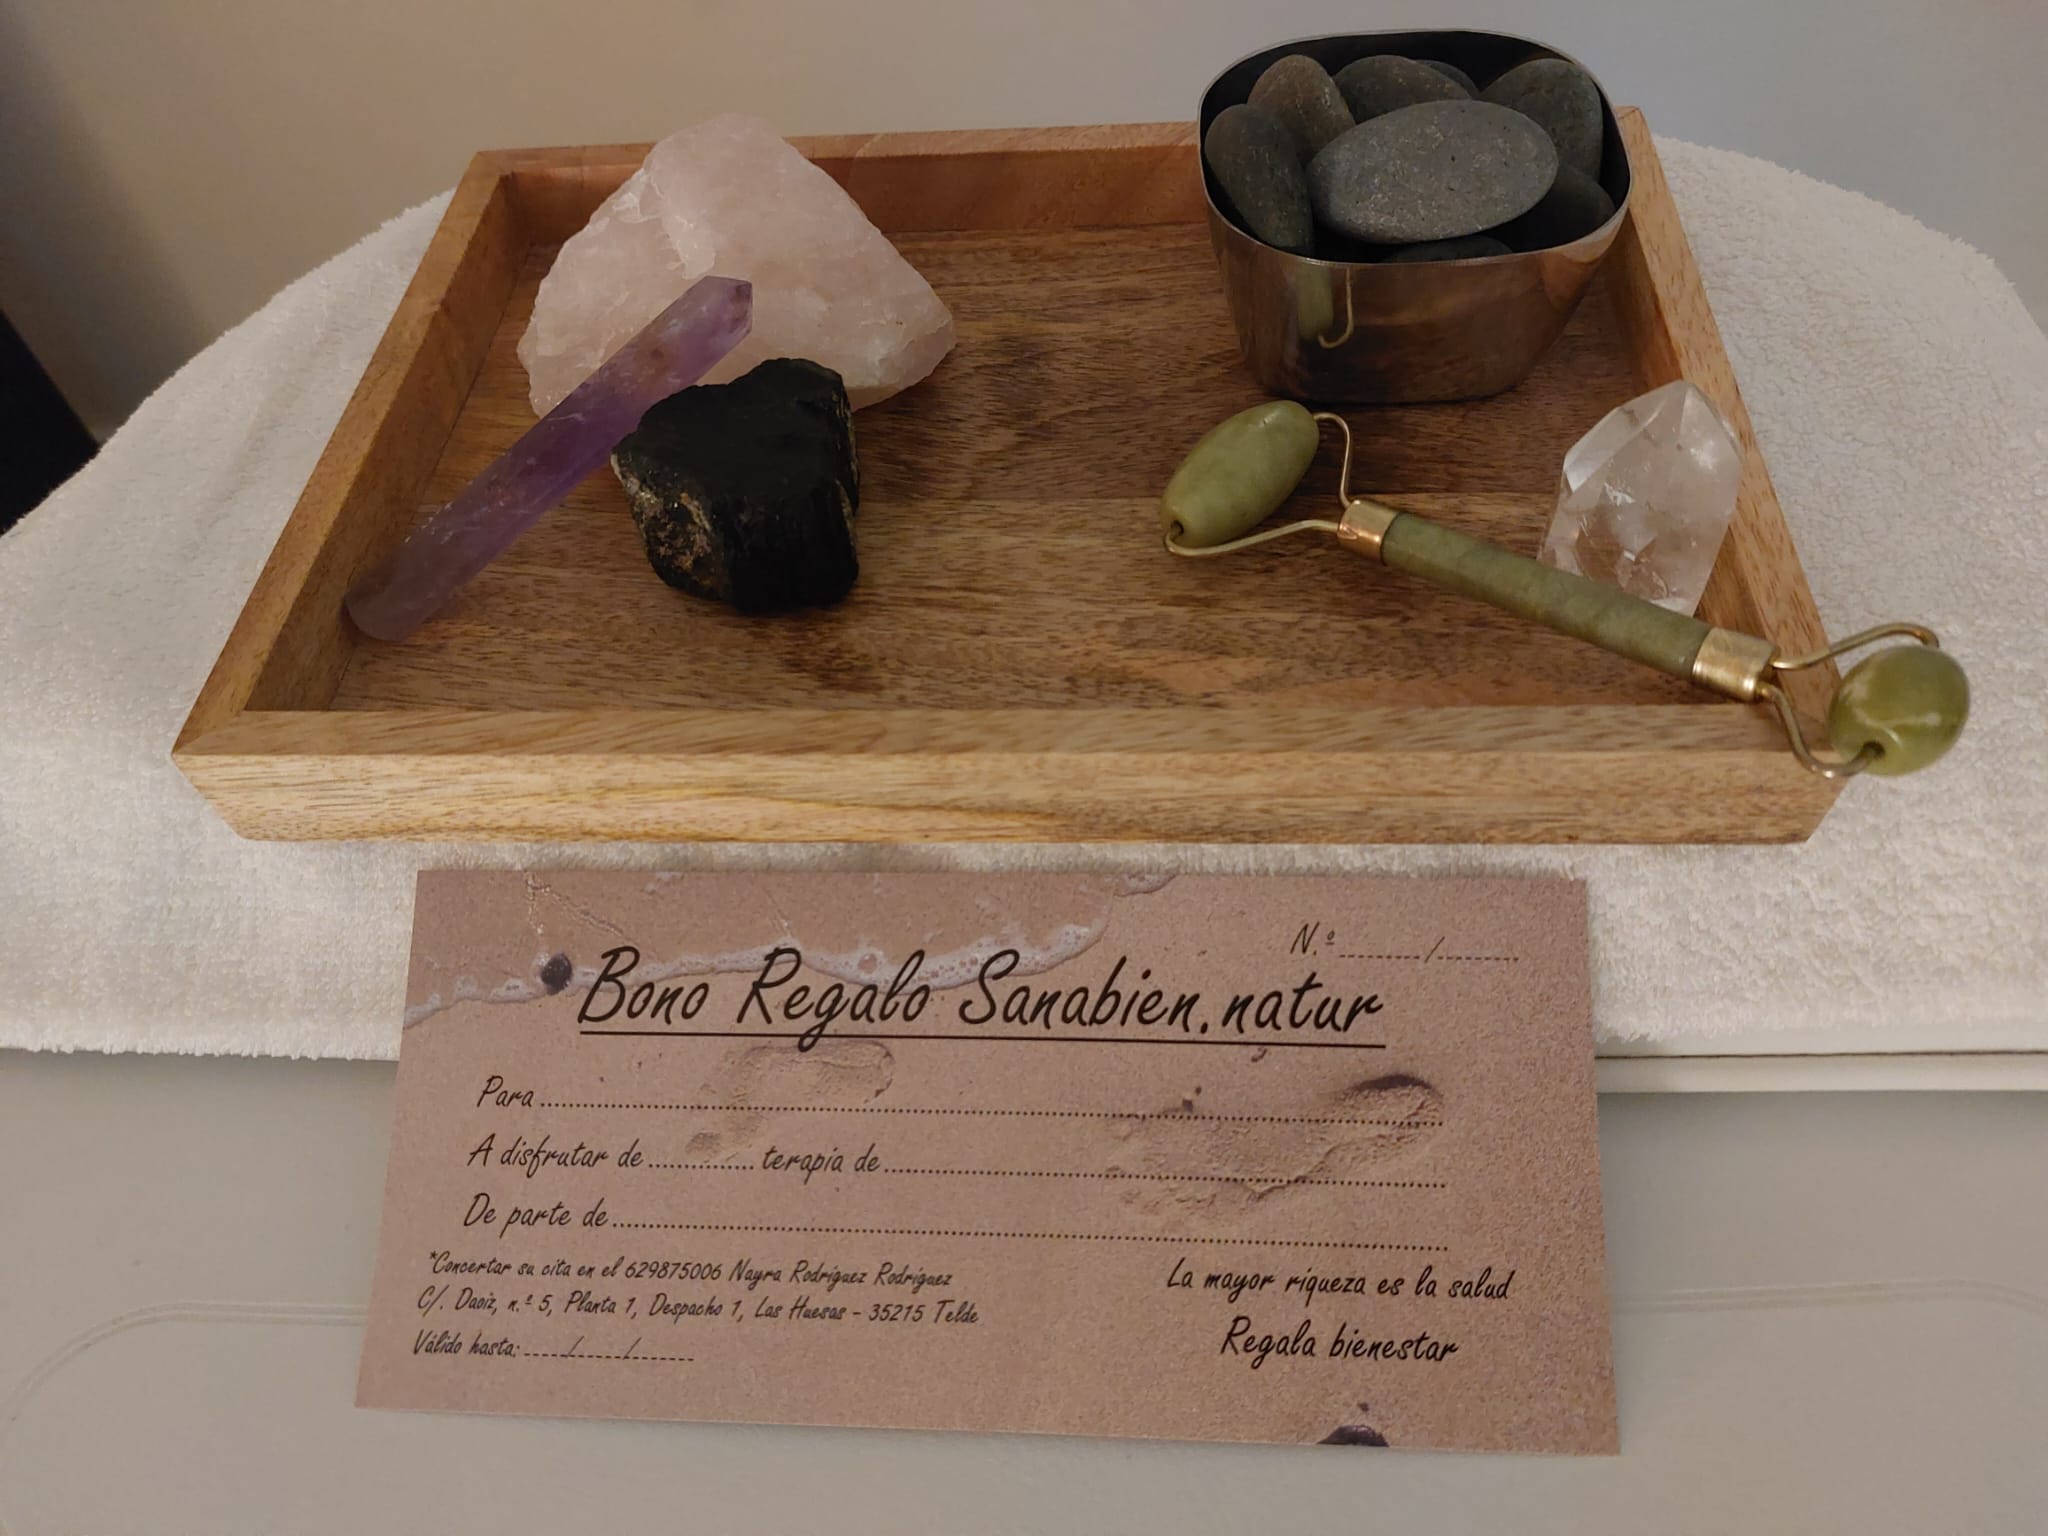 N.º ......../........
Bono Regalo Sanabien.natur
Para ........................................
A disfrutar de .............. terapia de ........................................
De parte de ........................................
*Concertar su cita en el 629875006 Nayra Rodríguez Rodríguez
C/. Daoiz, n.º 5, Planta 1, Despacho 1, Las Huesas - 35215 Telde
Válido hasta: ....../....../.......
La mayor riqueza es la salud
Regala bienestar